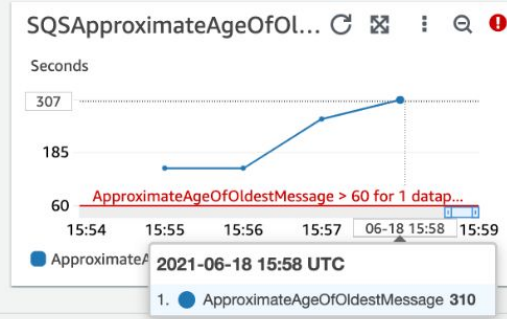 SQSApproximateAgeOfOl...
Seconds
307
185
ApproximateAgeOfOldestMessage > 60 for 1 datap...
60
15:54 15:55 15:56 15:57 06-18 15:58 15:59
ApproximateA
2021-06-18 15:58 UTC
1. ApproximateAgeOfOldestMessage 310